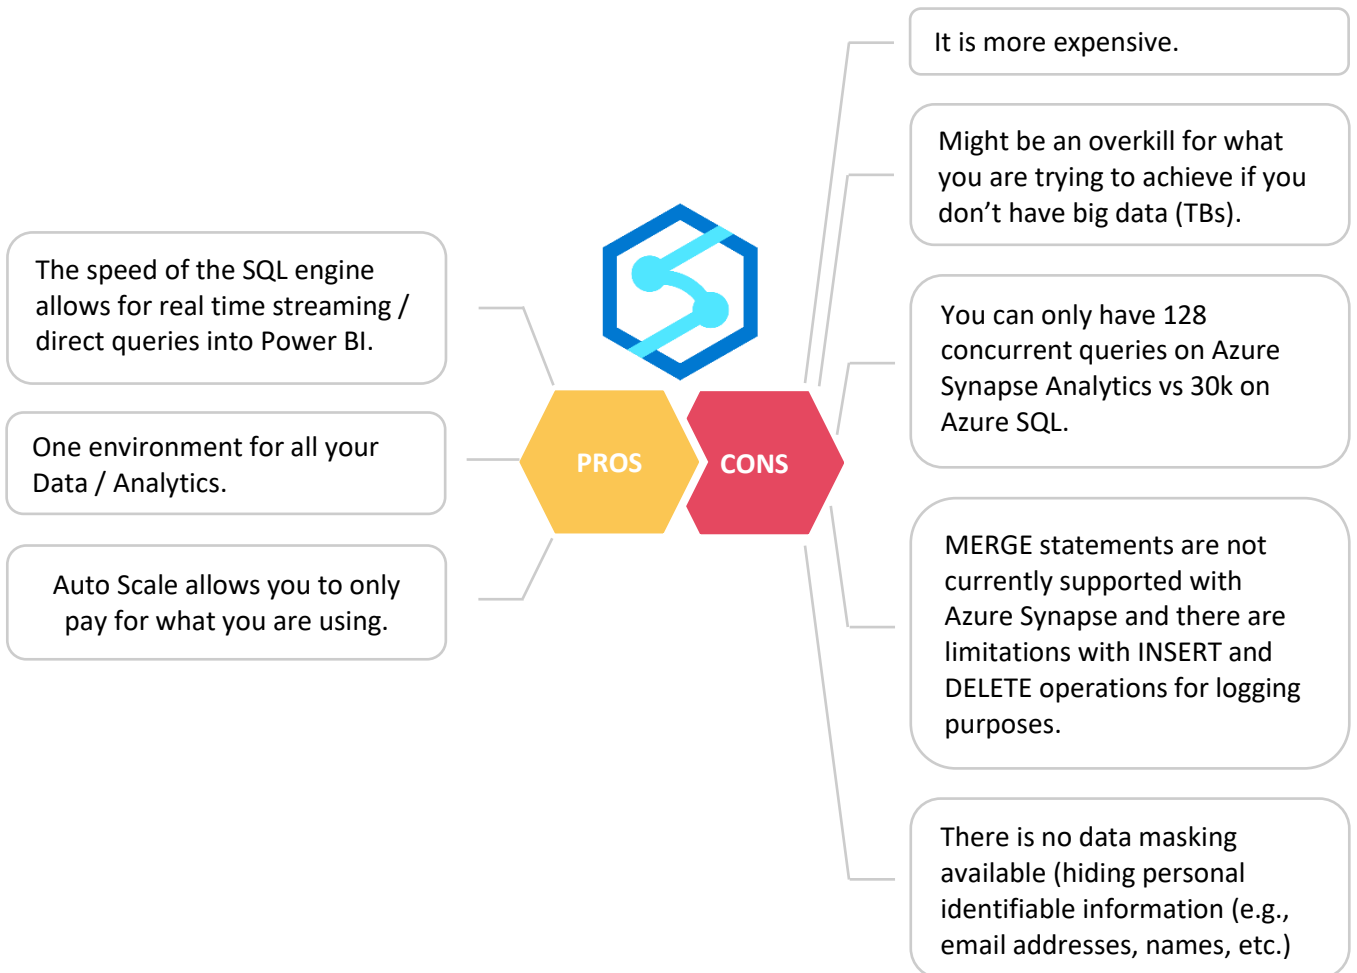 The speed of the SQL engine
allows for real time streaming /
direct queries into Power BI.
One environment for all your
Data / Analytics.
Auto Scale allows you to only
pay for what you are using.
PROS
CONS
It is more expensive.
Might be an overkill for what
you are trying to achieve if you
don’t have big data (TBs).
You can only have 128
concurrent queries on Azure
Synapse Analytics vs 30k on
Azure SQL.
MERGE statements are not
currently supported with
Azure Synapse and there are
limitations with INSERT and
DELETE operations for logging
purposes.
There is no data masking
available (hiding personal
identifiable information (e.g.,
email addresses, names, etc.)